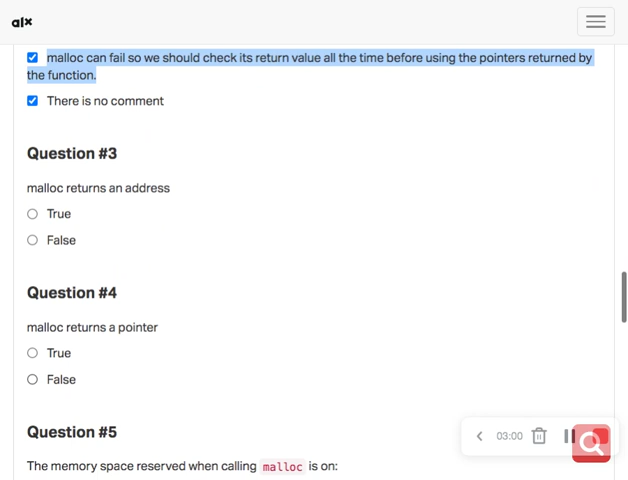 alx
malloc can fail so we should check its return value all the time before using the pointers returned by
the function.
There is no comment
Question #3
malloc returns an address
True
False
Question #4
malloc returns a pointer
True
False
Question #5
03:00
The memory space reserved when calling malloc is on: